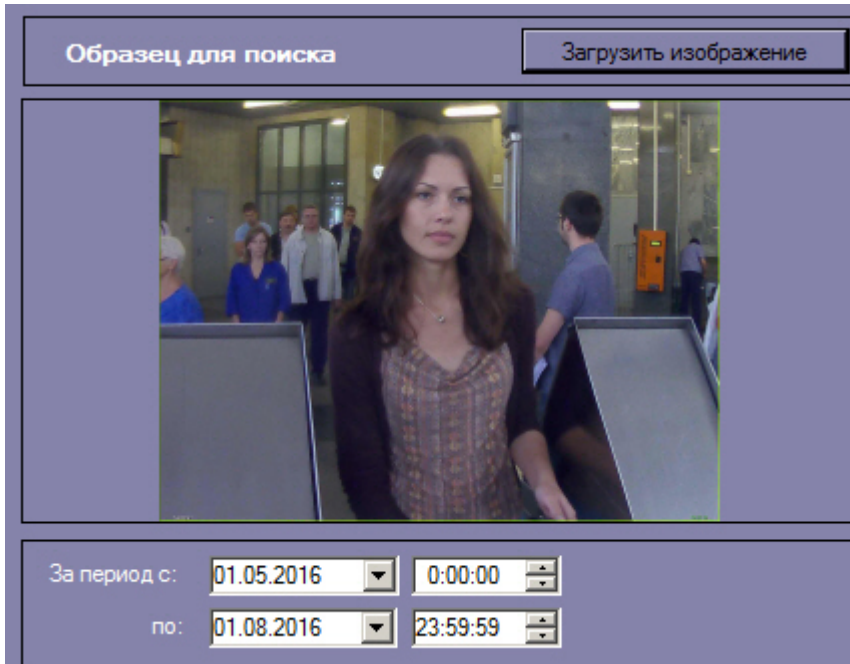 Образец для поиска
Загрузить изображение
За период с:
01.05.2016
0:00:00
по:
01.08.2016
23:59:59